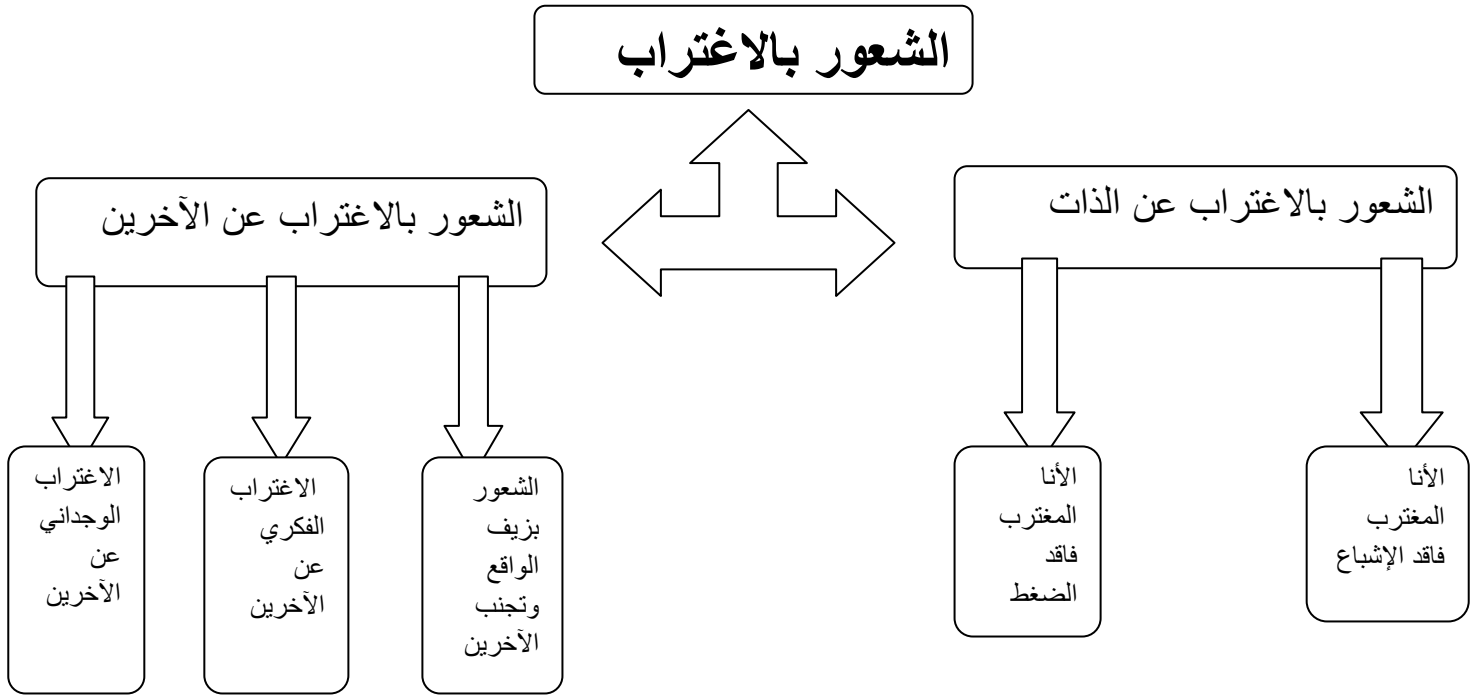 الشعور بالاغتراب
الشعور بالاغتراب عن الذات
الشعور بالاغتراب عن الآخرين
الأنا
المغترب
فاقد الإشباع
الأنا
المغترب
فاقد
الضغط
الشعور
بزيف
الواقع
وتجنب
الآخرين
الاغتراب
الفكري
عن
الآخرين
الاغتراب
الوجداني
عن
الآخرين